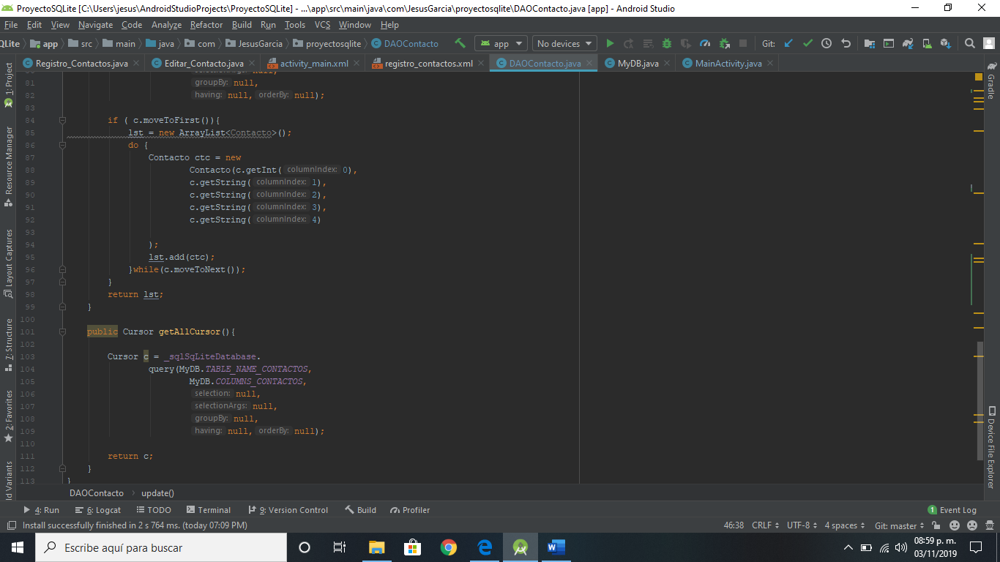 ProyectoSQLite [C:\Users\jesus\AndroidStudioProjects\ProyectoSQLite] - ...\app\src\main\java\com\JesusGarcia\proyectosqlite\DAOContacto.java [app] - Android Studio
File Edit View Navigate Code Analyze Refactor Build Run Tools VCS Window Help
QLite app src main java com JesusGarcia proyectosqlite DAOContacto app No devices Git:
Registro_Contactos.java Editar_Contacto.java activity_main.xml registro_contactos.xml DAOContacto.java MyDB.java MainActivity.java
81 groupBy: null,
82 having: null, orderBy: null);
83
84 if ( c.moveToFirst()){
85 lst = new ArrayList<Contacto>();
86 do {
87 Contacto ctc = new
88 Contacto(c.getInt( columnIndex: 0),
89 c.getString( columnIndex: 1),
90 c.getString( columnIndex: 2),
91 c.getString( columnIndex: 3),
92 c.getString( columnIndex: 4)
93
94 );
95 lst.add(ctc);
96 }while(c.moveToNext());
97 }
98 return lst;
99 }
100
101 public Cursor getAllCursor(){
102
103 Cursor c = _sqlSqLiteDatabase.
104 query(MyDB.TABLE_NAME_CONTACTOS,
105 MyDB.COLUMNS_CONTACTOS,
106 selection: null,
107 selectionArgs: null,
108 groupBy: null,
109 having: null, orderBy: null);
110
111 return c;
112 }
113 }
1: Project
Resource Manager
Layout Captures
7: Structure
2: Favorites
ld Variants
Gradle
Device File Explorer
DAOContacto update()
4: Run 6: Logcat TODO Terminal 9: Version Control Build Profiler 1 Event Log
Install successfully finished in 2 s 764 ms. (today 07:09 PM) 46:38 CRLF UTF-8 4 spaces Git: master
Escribe aquí para buscar
08:59 p. m.
03/11/2019